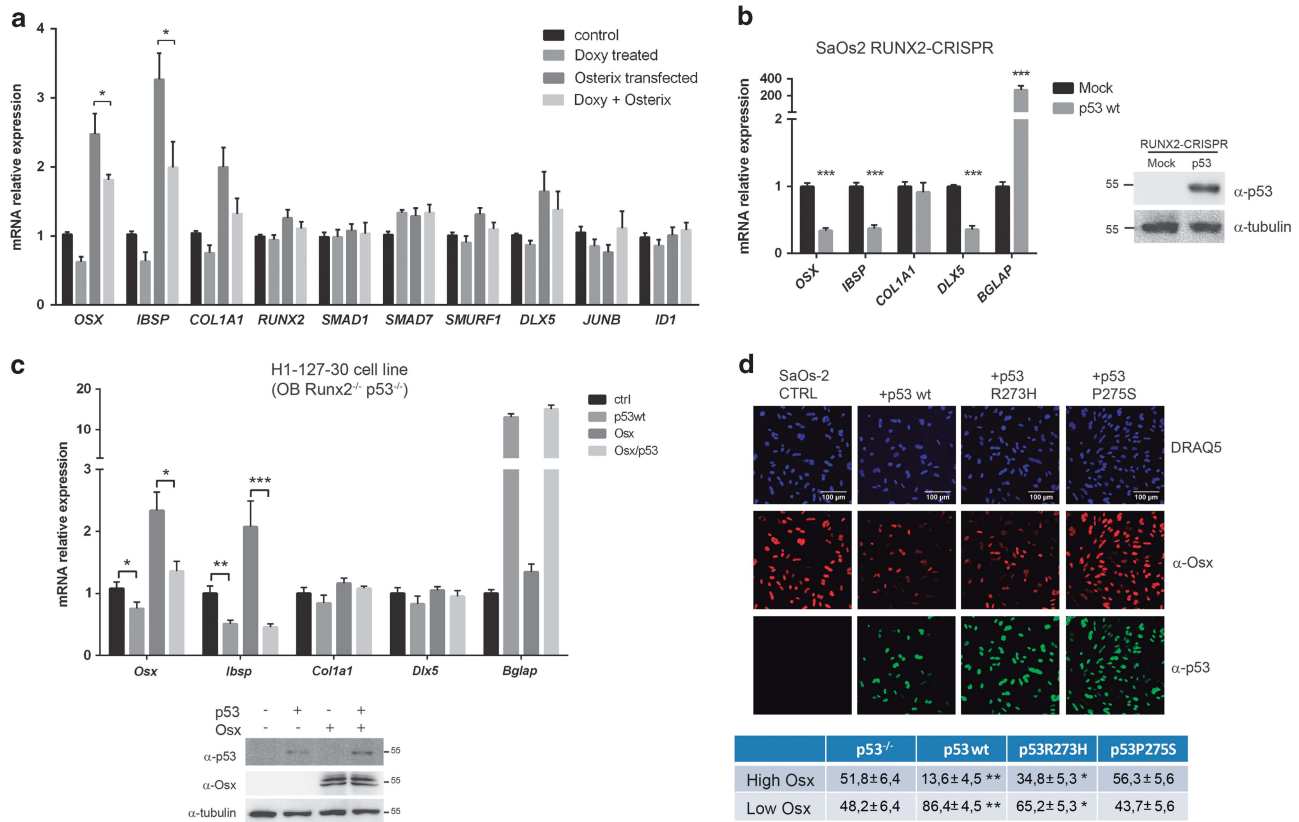 a
mRNA relative expression
4
3
2
1
0
*
*
control
Doxy treated
Osterix transfected
Doxy + Osterix
OSX IBSP COL1A1 RUNX2 SMAD1 SMAD7 SMURF1 DLX5 JUNB ID1
b
SaOs2 RUNX2-CRISPR
mRNA relative expression
400
200
2
1
0
*** *** *** ***
Mock
p53 wt
OSX IBSP COL1A1 DLX5 BGLAP
RUNX2-CRISPR
Mock p53
55 α-p53
55 α-tubulin
c
H1-127-30 cell line
(OB Runx2-/- p53-/-)
mRNA relative expression
20
10
3
2
1
0
* * ** ***
ctrl
p53wt
Osx
Osx/p53
Osx Ibsp Col1a1 Dlx5 Bglap
p53 - + - +
Osx - - + +
α-p53 55
α-Osx 55
α-tubulin 55
d
SaOs-2 CTRL
+p53 wt
+p53 R273H
+p53 P275S
100 µm 100 µm 100 µm 100 µm
DRAQ5
α-Osx
α-p53
p53-/- p53 wt p53R273H p53P275S
High Osx 51,8±6,4 13,6±4,5 ** 34,8±5,3 * 56,3±5,6
Low Osx 48,2±6,4 86,4±4,5 ** 65,2±5,3 * 43,7±5,6